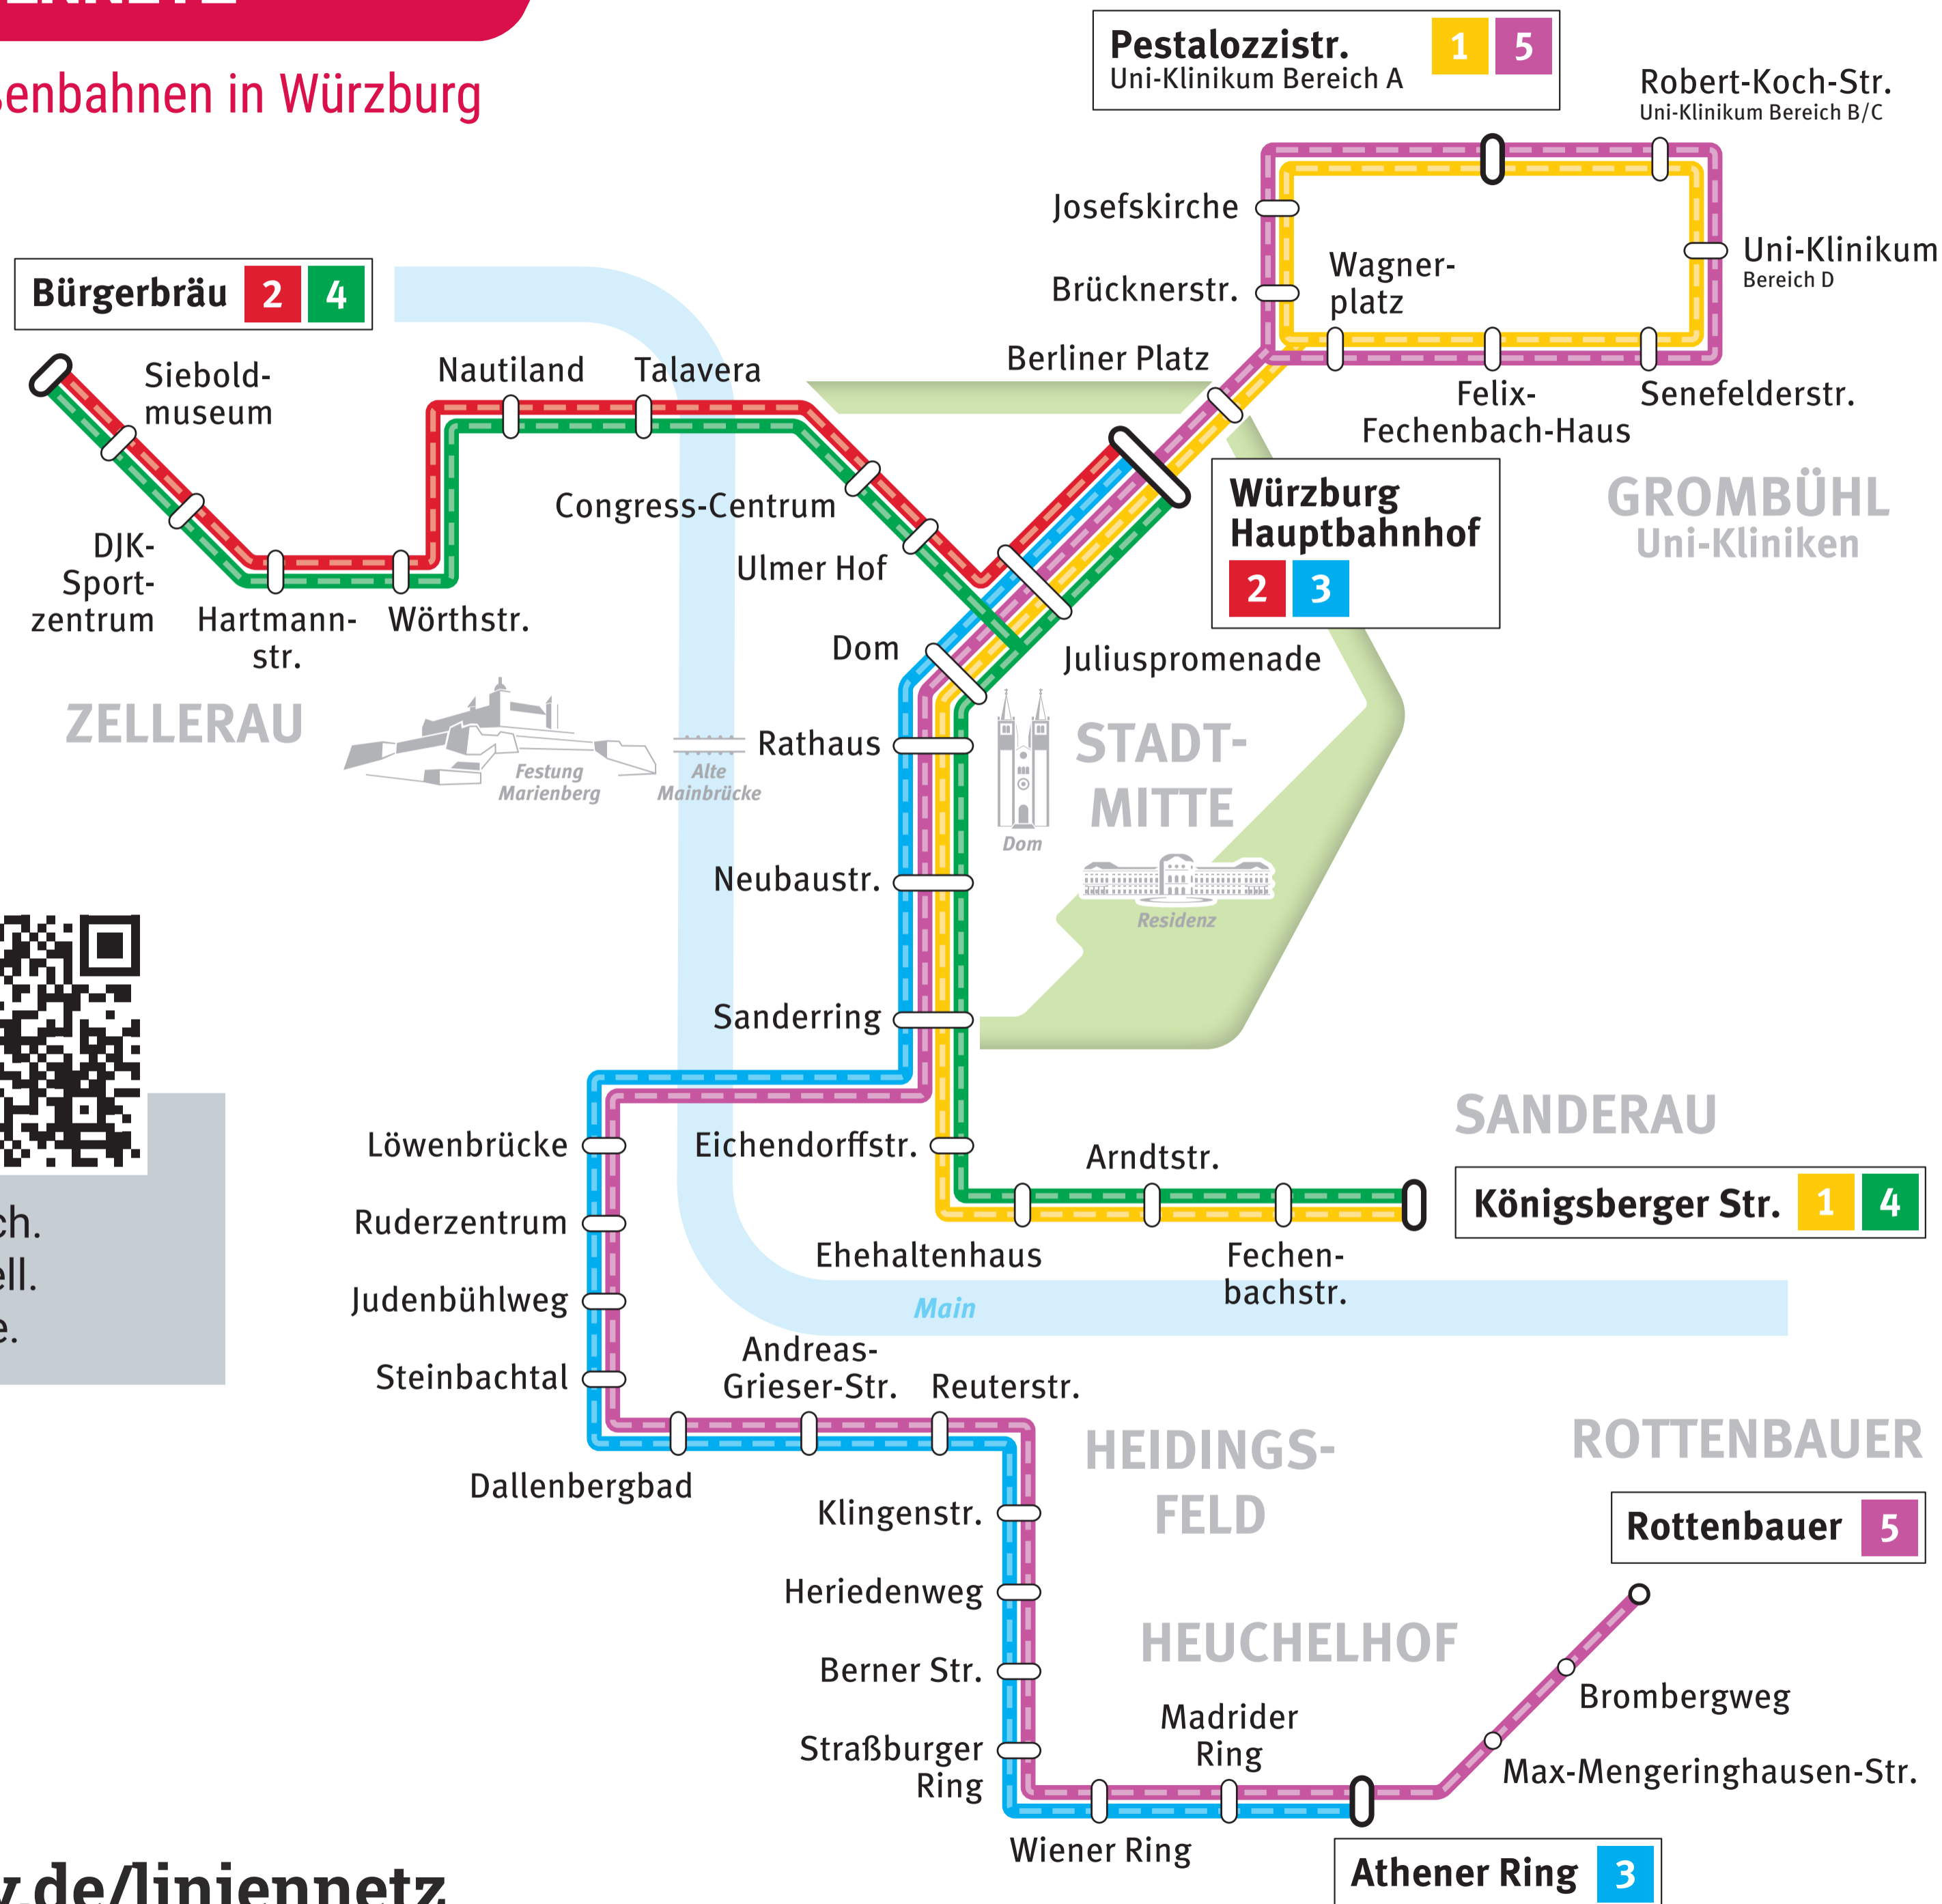 enbahnen in Würzburg
Pestalozzistr. 1 5
Uni-Klinikum Bereich A
Robert-Koch-Str.
Uni-Klinikum Bereich B/C
Josefskirche
Uni-Klinikum
Bereich D
Wagner-
platz
Brücknerstr.
Bürgerbräu 2 4
Berliner Platz
Siebold-
museum
Nautiland
Talavera
Felix-
Fechenbach-Haus
Senefelderstr.
Congress-Centrum
Würzburg
Hauptbahnhof
2 3
GROMBÜHL
Uni-Kliniken
DJK-
Sport-
zentrum
Ulmer Hof
Hartmann-
str.
Wörthstr.
Dom
Juliuspromenade
ZELLERAU
Festung
Marienberg
Alte
Mainbrücke
Rathaus
STADT-
MITTE
Dom
Neubaustr.
Residenz
Sanderring
SANDERAU
Löwenbrücke
Eichendorffstr.
Arndtstr.
Königsberger Str. 1 4
Ruderzentrum
Ehehaltenhaus
Fechen-
bachstr.
ch.
ell.
e.
Judenbühlweg
Main
Steinbachtal
Andreas-
Grieser-Str.
Reuterstr.
HEIDINGS-
FELD
ROTTENBAUER
Dallenbergbad
Klingenstr.
Rottenbauer 5
Heriedenweg
HEUCHELHOF
Berner Str.
Brombergweg
Madrider
Ring
Straßburger
Ring
Max-Mengeringhausen-Str.
Wiener Ring
Athener Ring 3
.de/liniennetz